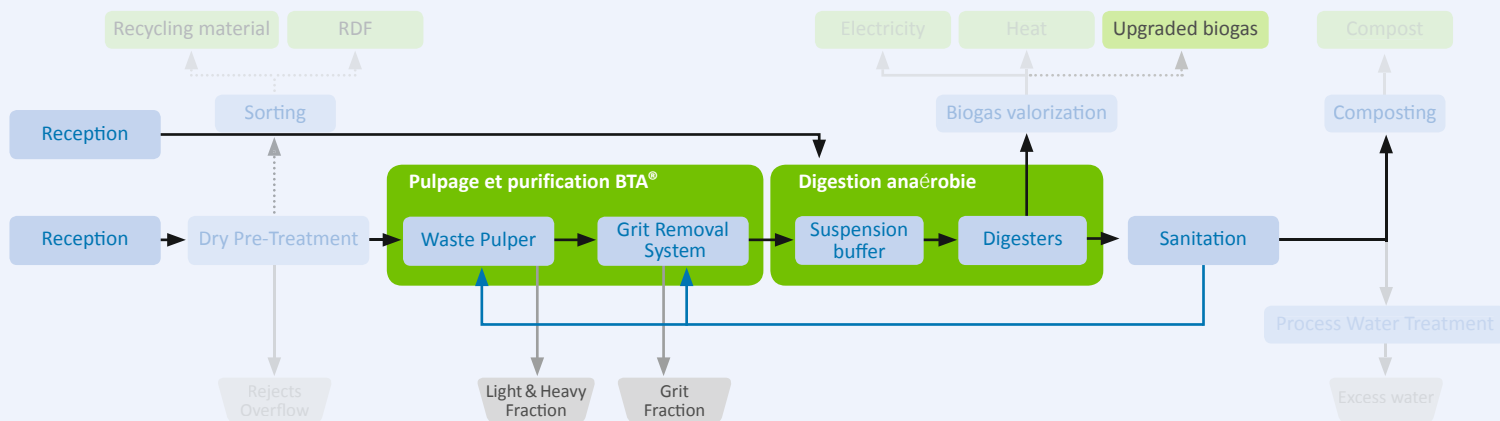 Recycling material
RDF
Electricity
Heat
Upgraded biogas
Compost
Sorting
Biogas valorization
Composting
Reception
Pulpage et purification BTA®
Digestion anaérobie
Reception
Dry Pre-Treatment
Waste Pulper
Grit Removal
System
Suspension
buffer
Digesters
Sanitation
Process Water Treatment
Rejects
Overflow
Light & Heavy
Fraction
Grit
Fraction
Excess water